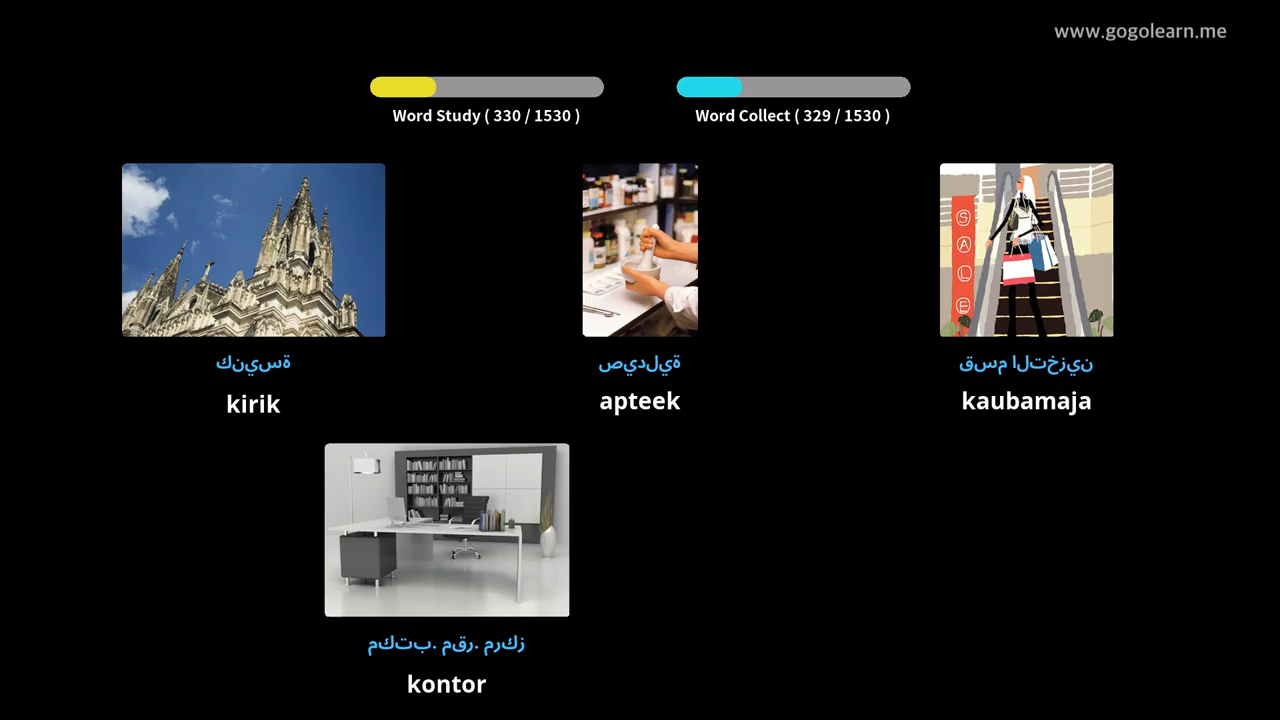 www.gogolearn.me
Word Study ( 330 / 1530 )
Word Collect ( 329 / 1530 )
كنيسة
kirik
صيدلية
apteek
S
A
L
E
قسم التخزين
kaubamaja
مكتب. مقر. مركز
kontor